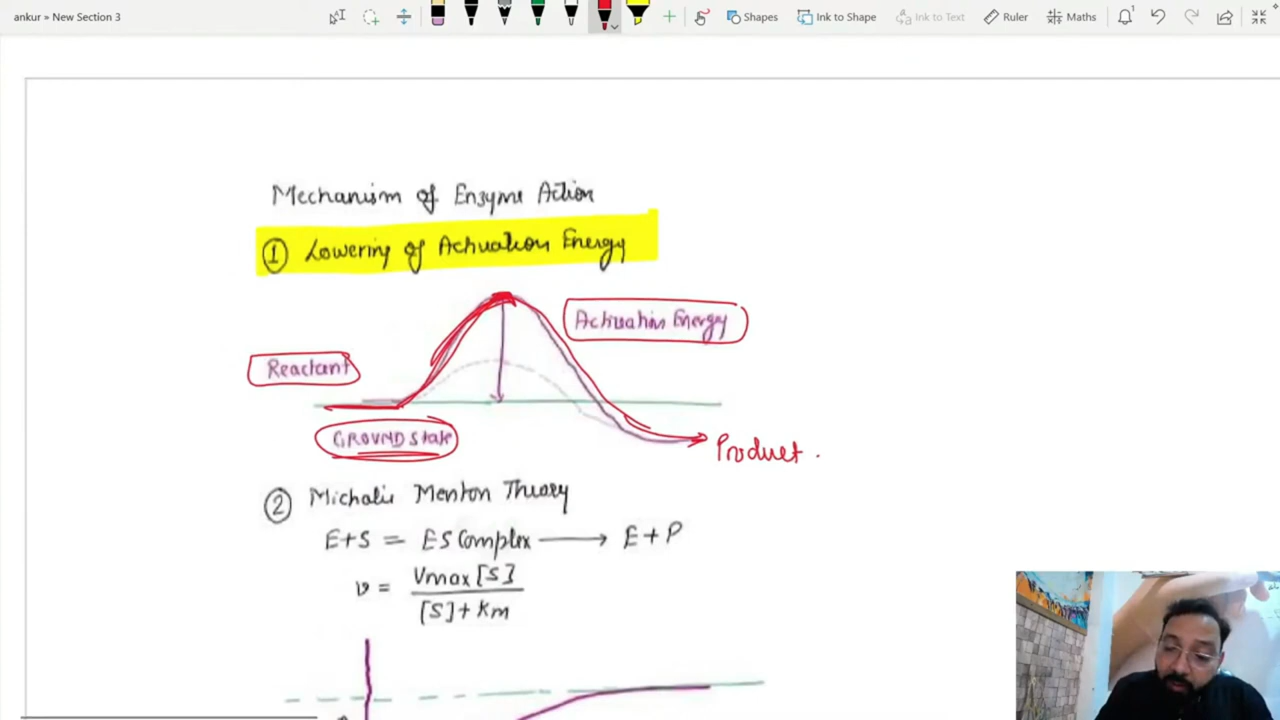 ankur » New Section 3
Shapes
Ink to Shape
Ink to Text
Ruler
Maths
Mechanism of Enzyme Action
① Lowering of Activation Energy
Activation Energy
Reactant
GROUND State
Product .
② Michalis Menton Theory
E+S = ES Complex → E + P
v = Vmax [S]
[S] + Km